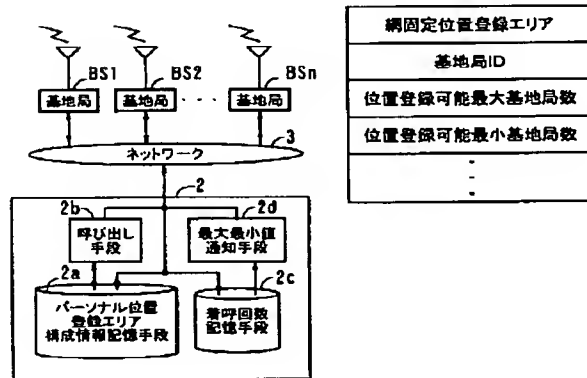 BS1
BS2
BSn
基地局
基地局
基地局
3
ネットワーク
2
2b
2d
呼び出し
手段
最大最小値
通知手段
2a
2c
パーソナル位置
登録エリア
構成情報記憶手段
着呼回数
記憶手段
網固定位置登録エリア
基地局ID
位置登録可能最大基地局数
位置登録可能最小基地局数